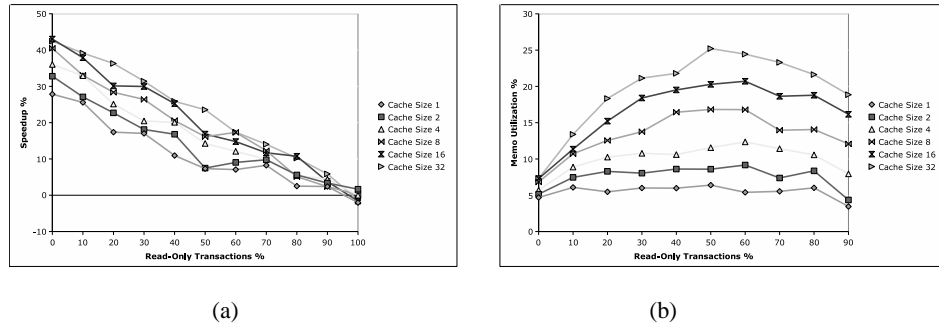 50
40
30
20
10
0
-10
Speedup %
0 10 20 30 40 50 60 70 80 90 100
Read-Only Transactions %
Cache Size 1
Cache Size 2
Cache Size 4
Cache Size 8
Cache Size 16
Cache Size 32
(a)
30
25
20
15
10
5
0
Memo Utilization %
0 10 20 30 40 50 60 70 80 90
Read-Only Transactions %
Cache Size 1
Cache Size 2
Cache Size 4
Cache Size 8
Cache Size 16
Cache Size 32
(b)